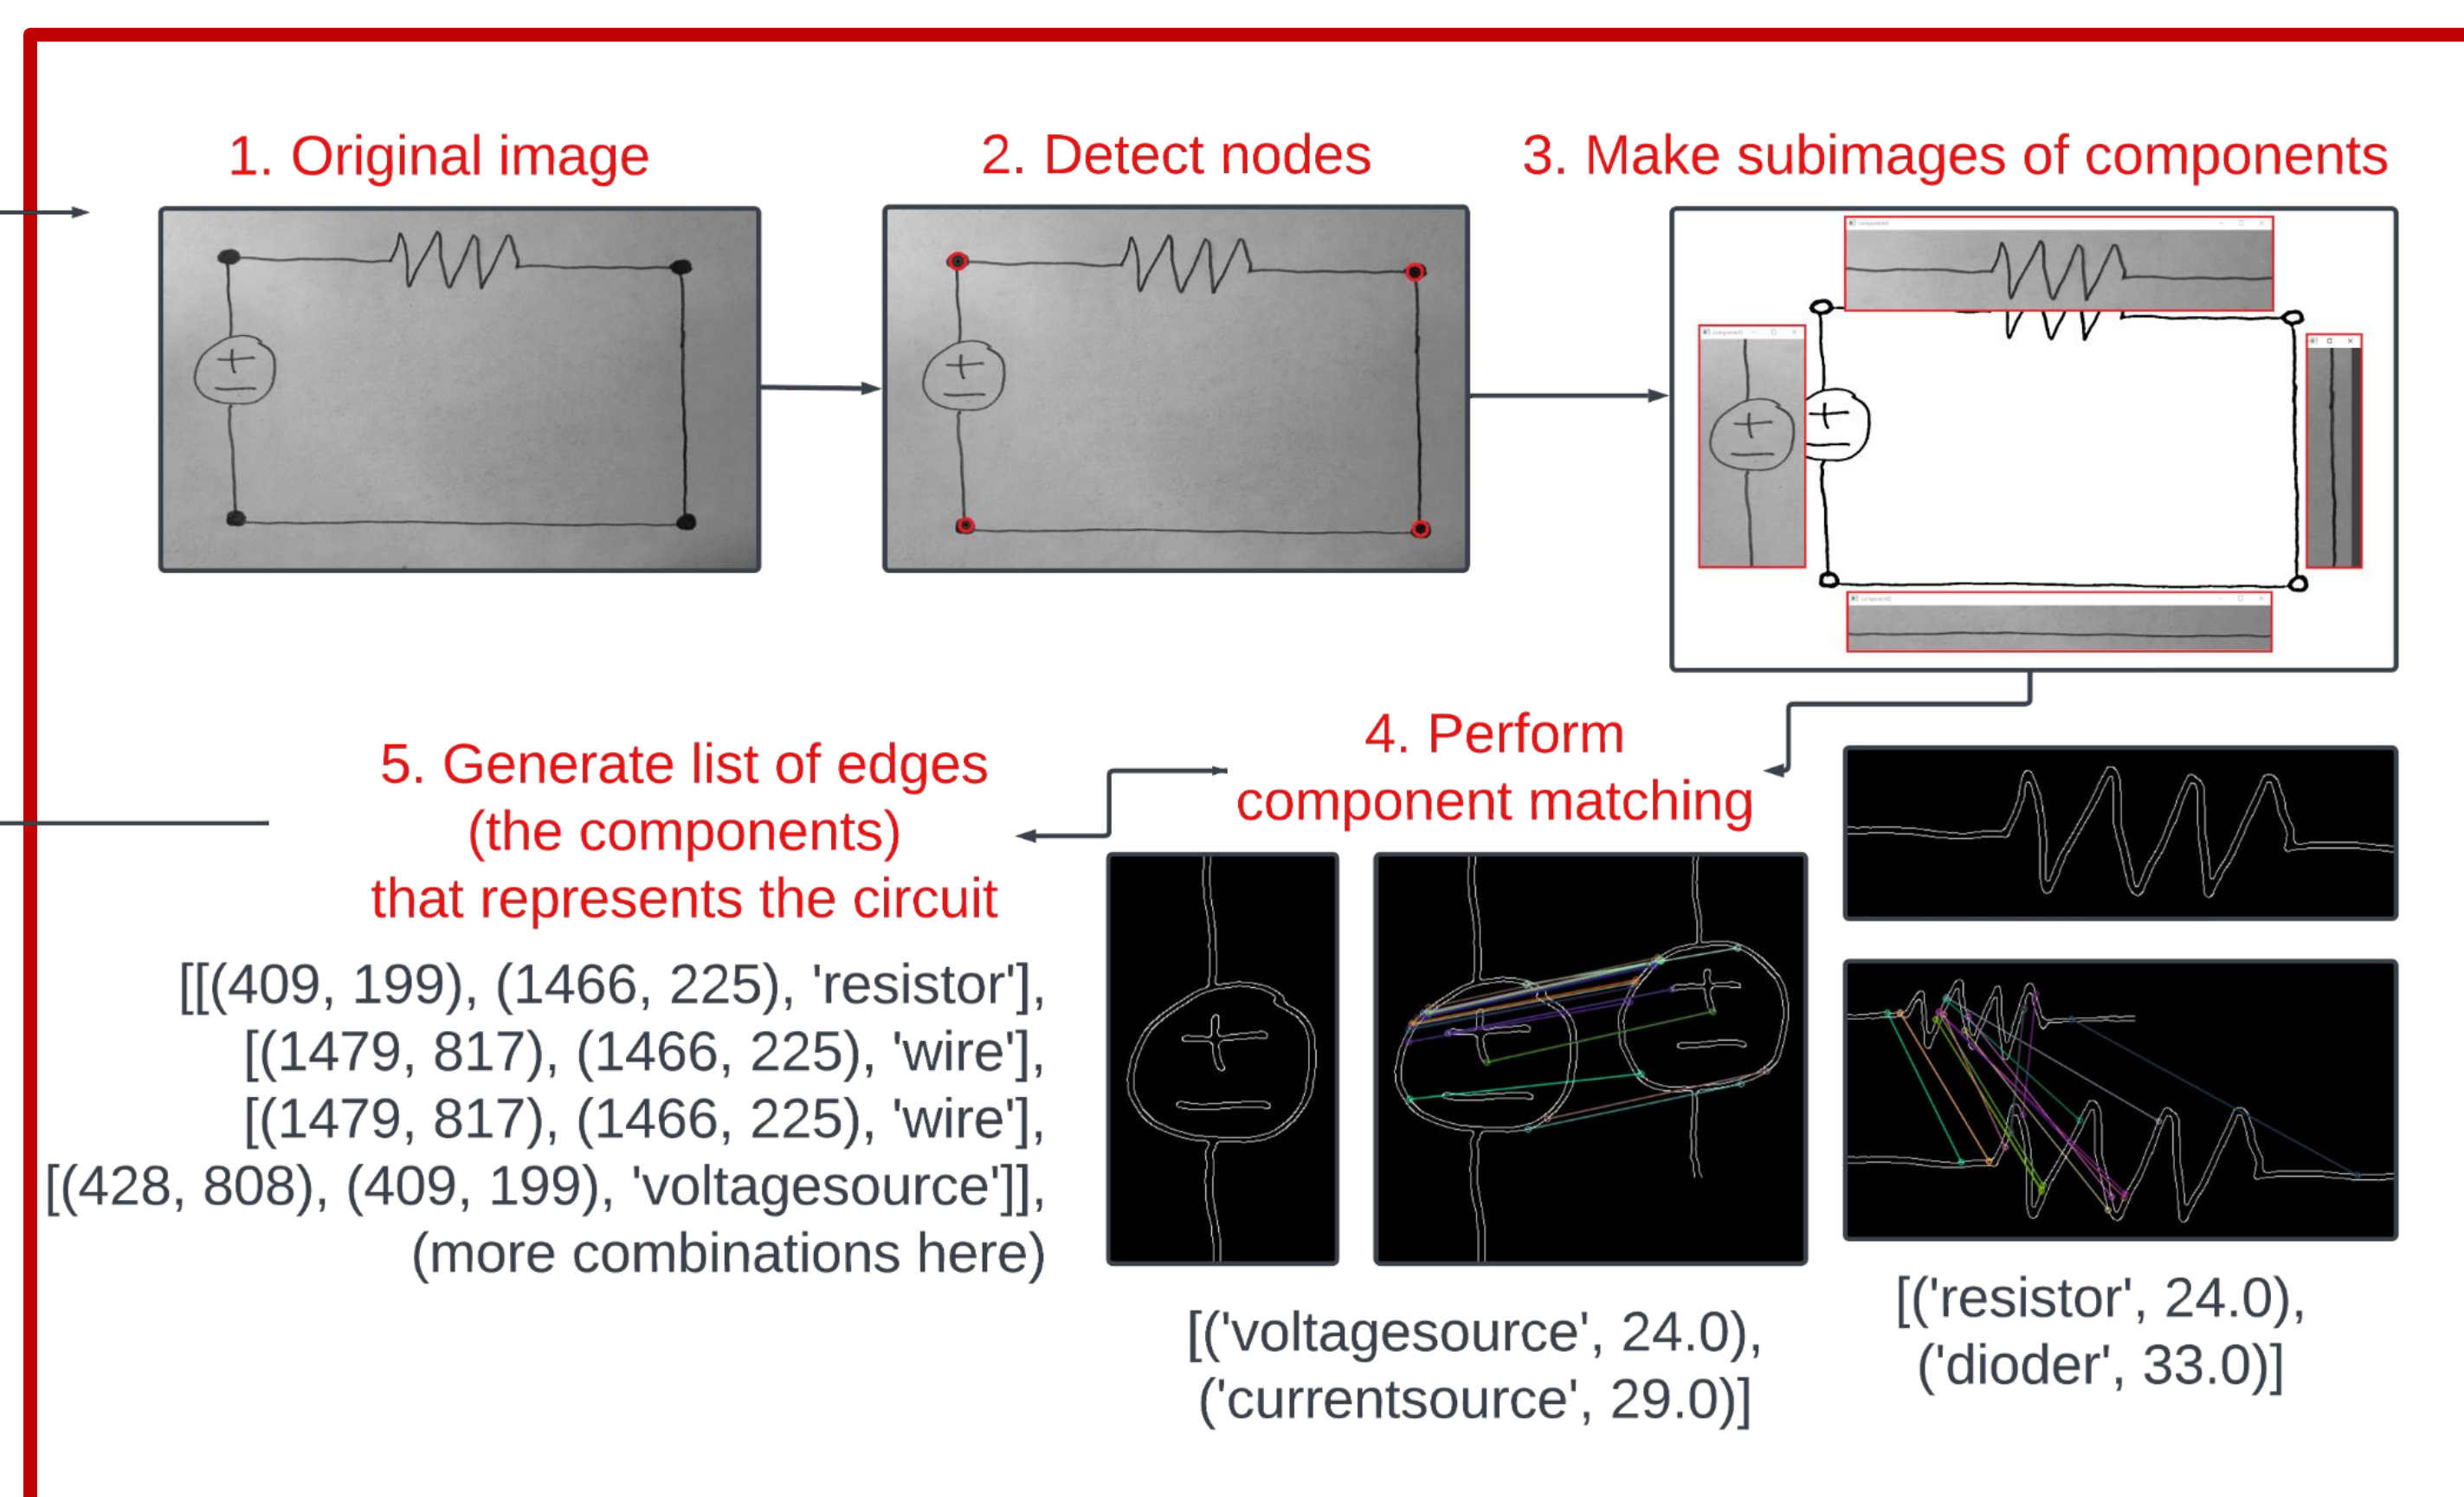 1. Original image
2. Detect nodes
3. Make subimages of components
4. Perform
component matching
5. Generate list of edges
(the components)
that represents the circuit
[[(409, 199), (1466, 225), 'resistor'],
[(1479, 817), (1466, 225), 'wire'],
[(1479, 817), (1466, 225), 'wire'],
[(428, 808), (409, 199), 'voltagesource']],
(more combinations here)
[('voltagesource', 24.0),
('currentsource', 29.0)]
[('resistor', 24.0),
('dioder', 33.0)]